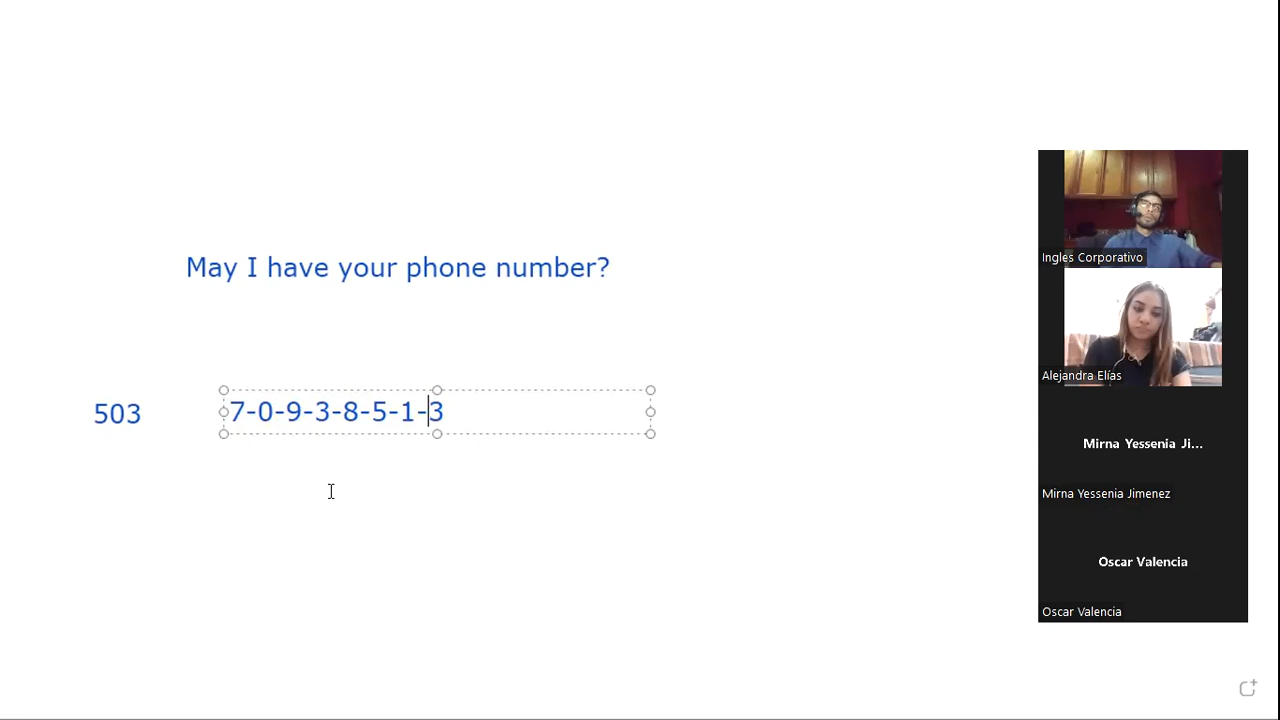 May I have your phone number?
503
7-0-9-3-8-5-1-3
Ingles Corporativo
Alejandra Elías
Mirna Yessenia Ji...
Mirna Yessenia Jimenez
Oscar Valencia
Oscar Valencia